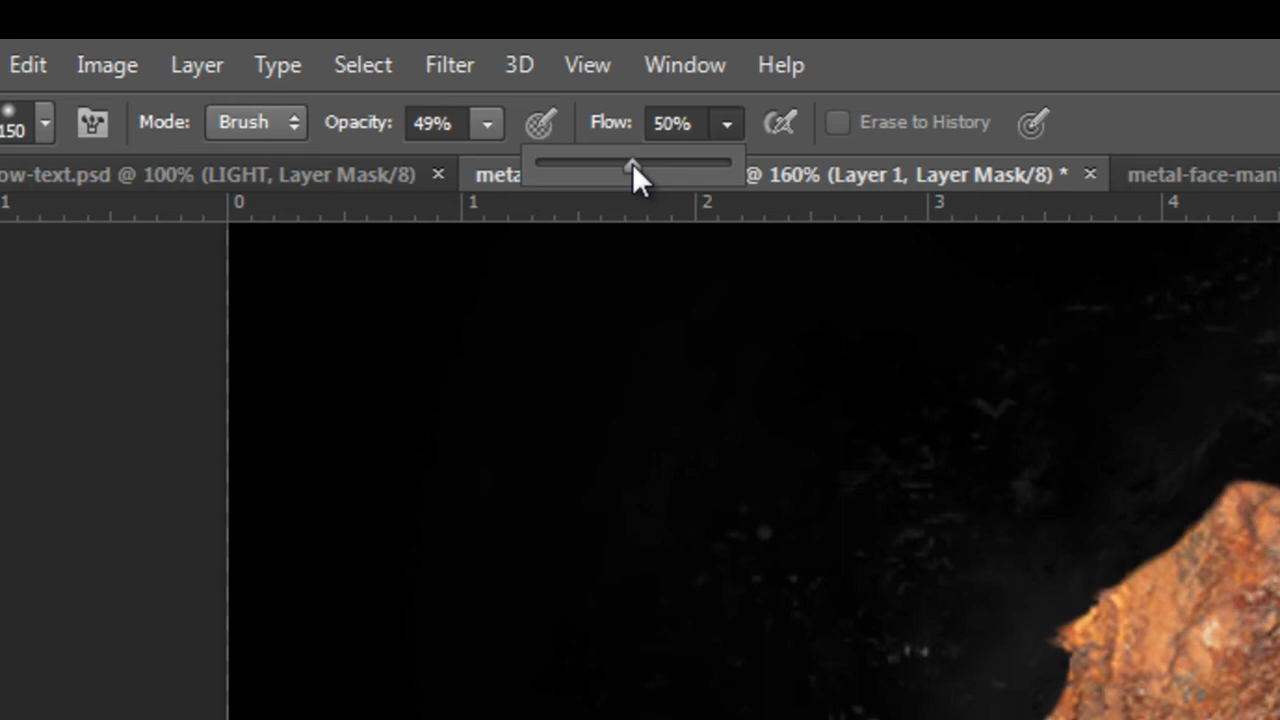 Edit Image Layer Type Select Filter 3D View Window Help
150 Mode: Brush Opacity: 49% Flow: 50% Erase to History
ow-text.psd @ 100% (LIGHT, Layer Mask/8) × meta @ 160% (Layer 1, Layer Mask/8) * × metal-face-mani
1 0 1 2 3 4